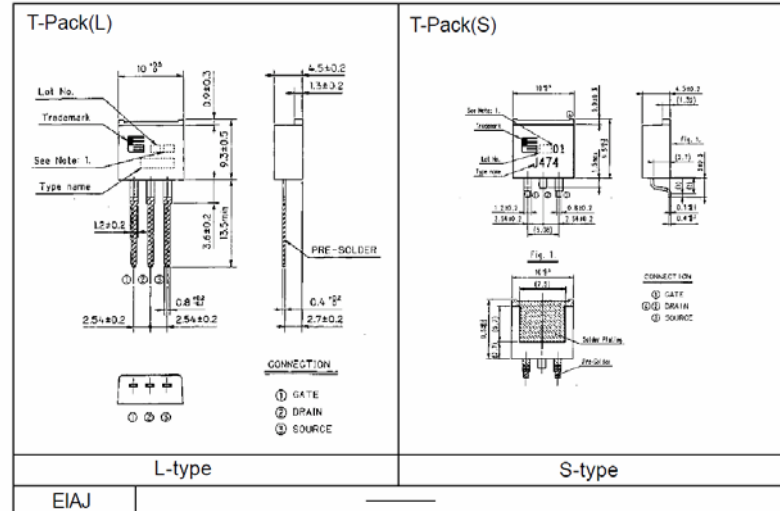 T-Pack(L)
10 +0.5
4.5±0.2
1.3±0.2
Lot No.
Trademark
See Note: 1.
Type name
0.9±0.3
9.3±0.5
1.2±0.2
3.6±0.2
13.5min
PRE-SOLDER
① ② ③
0.8
0.4
2.54±0.2 2.54±0.2
2.7±0.2
① ② ③
CONNECTION
① GATE
② DRAIN
③ SOURCE
L-type
T-Pack(S)
See Note: 1.
Trademark
01
Lot No.
J474
Type name
Fig. 1.
1.2±0.2
0.8±0.2
2.54±0.2
2.54±0.2
(5.08)
Fig. 1.
Solder Plating
Pre-Solder
CONNECTION
① GATE
DRAIN
③ SOURCE
S-type
EIAJ